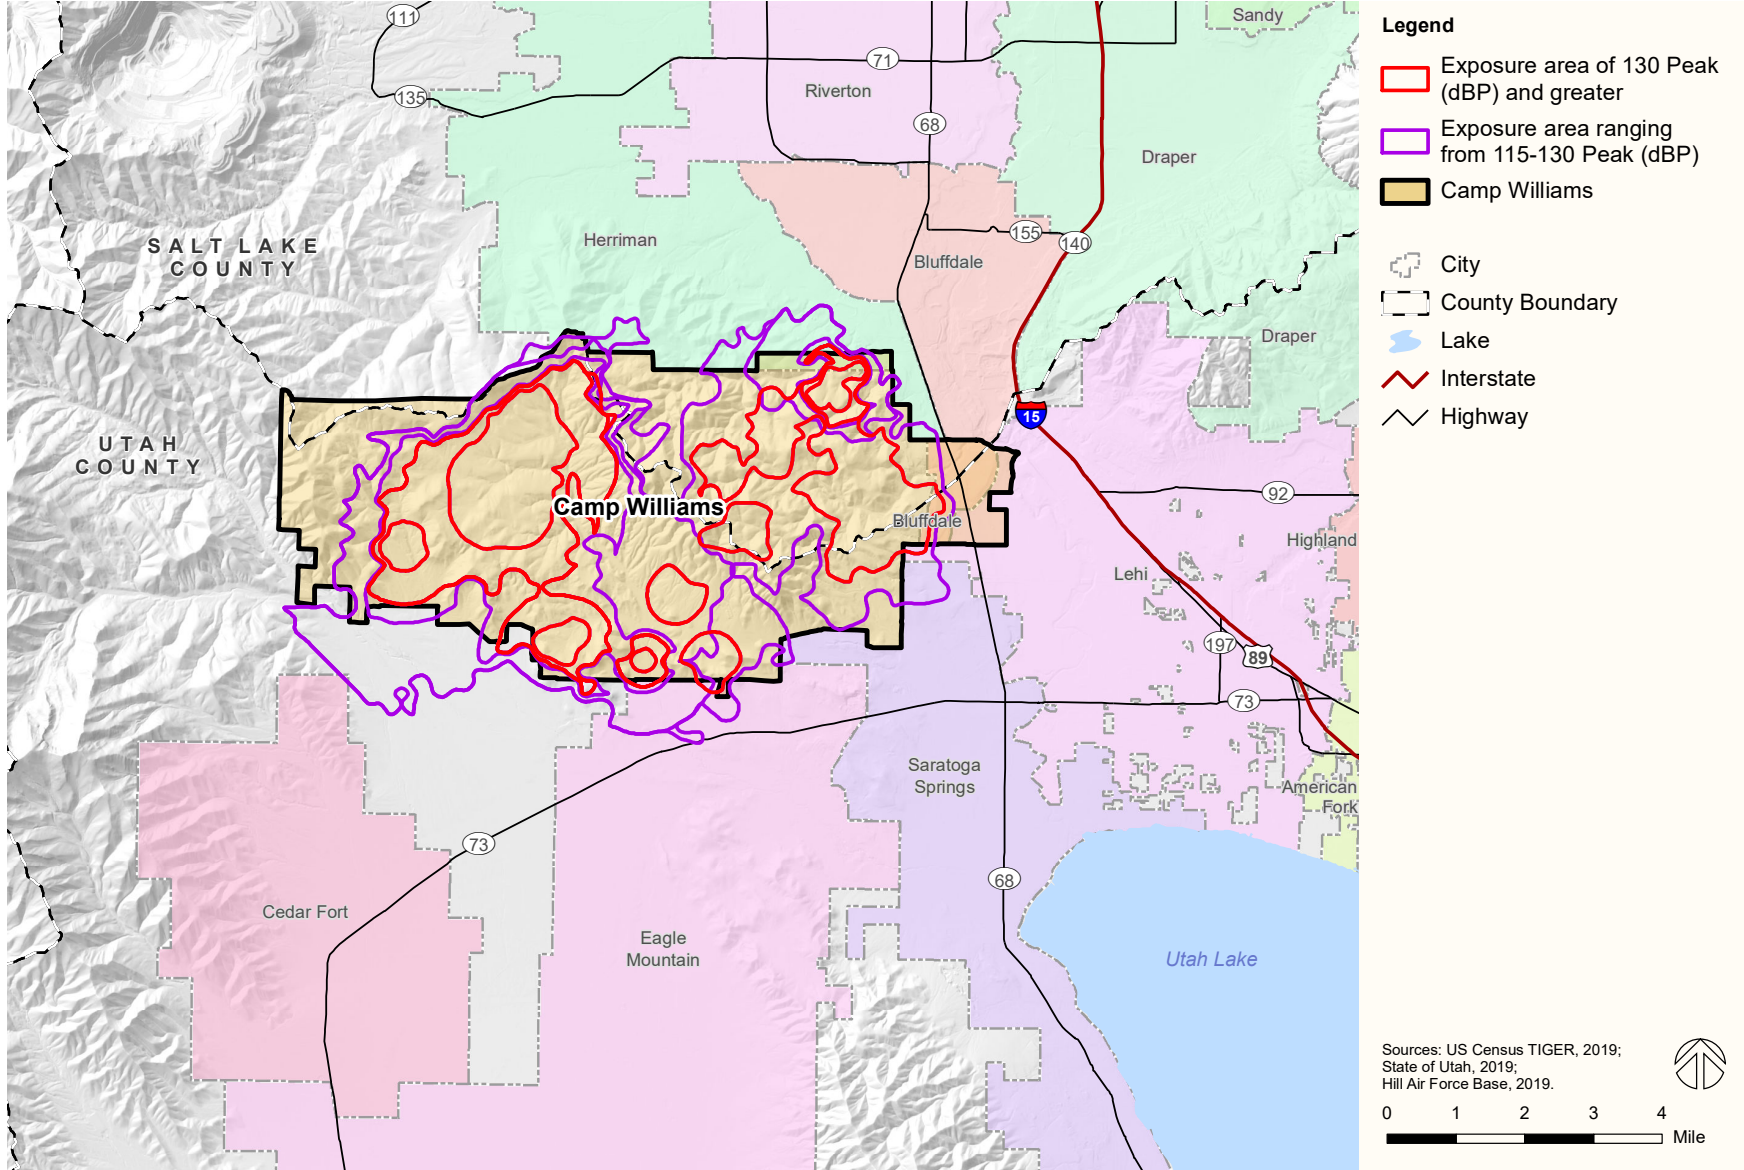 111
Sandy
71
Riverton
135
68
Draper
SALT LAKE
COUNTY
Herriman
155
140
Bluffdale
Draper
15
UTAH
COUNTY
Camp Williams
92
Bluffdale
Highland
Lehi
197
89
73
Saratoga
Springs
American
Fork
73
68
Cedar Fort
Eagle
Mountain
Utah Lake
Legend
Exposure area of 130 Peak
(dBP) and greater
Exposure area ranging
from 115-130 Peak (dBP)
Camp Williams
City
County Boundary
Lake
Interstate
Highway
Sources: US Census TIGER, 2019;
State of Utah, 2019;
Hill Air Force Base, 2019.
0 1 2 3 4
Mile